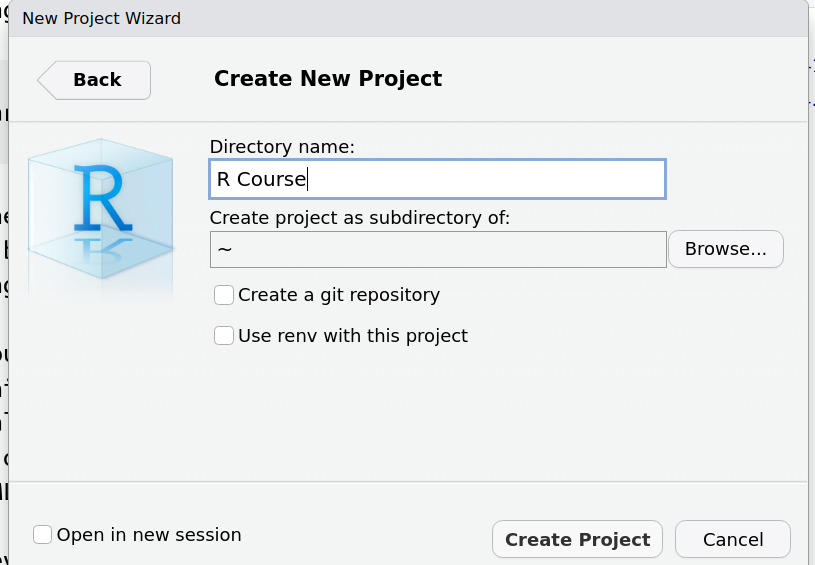 New Project Wizard
Back
Create New Project
R
Directory name:
R Course
Create project as subdirectory of:
~
Browse...
Create a git repository
Use renv with this project
Open in new session
Create Project
Cancel